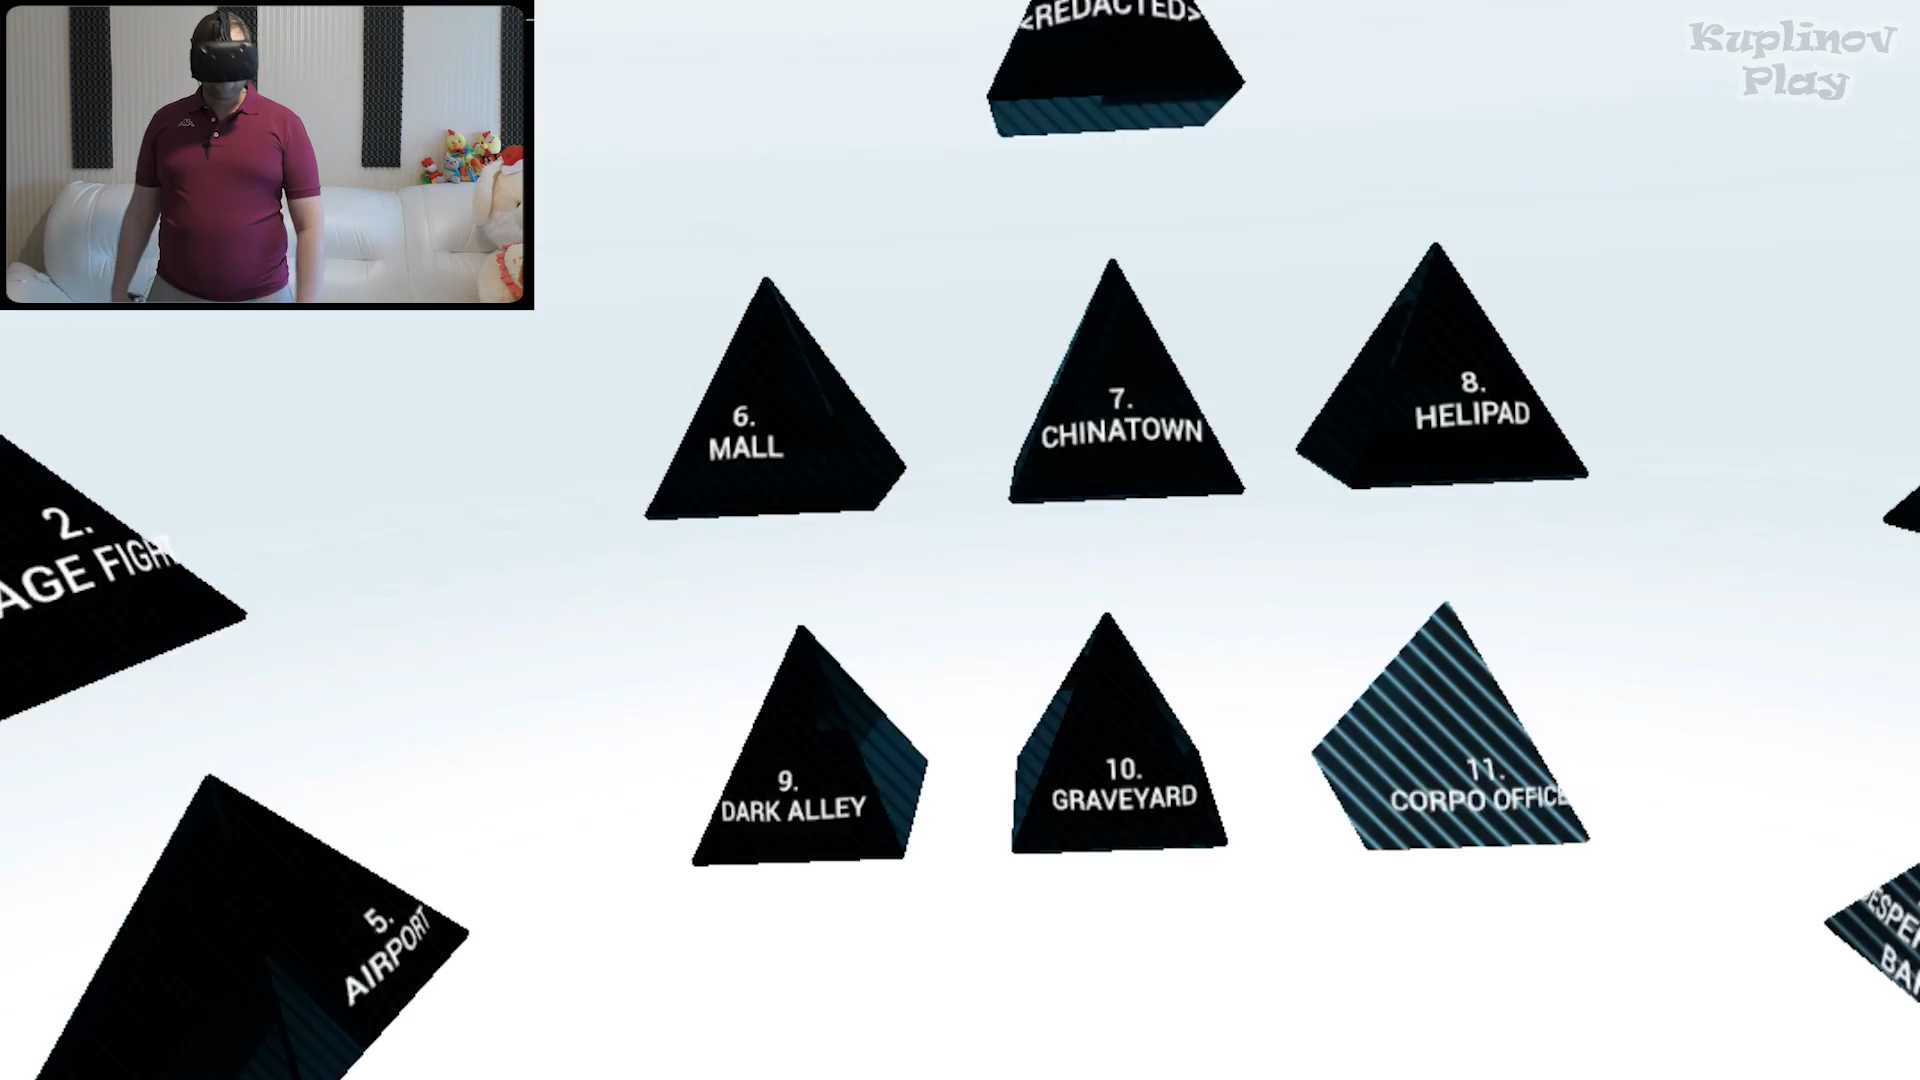 <REDACTED>
Kuplinov
Play
6.
MALL
7.
CHINATOWN
8.
HELIPAD
2.
AGE FIGHT
9.
DARK ALLEY
10.
GRAVEYARD
11.
CORPO OFFICE
5.
AIRPORT